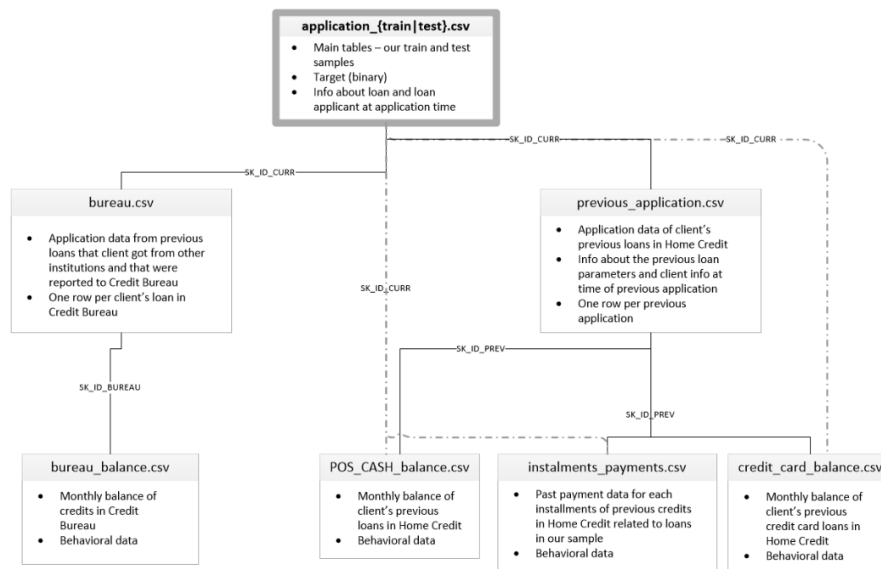 application_{train|test}.csv
• Main tables – our train and test
samples
• Target (binary)
• Info about loan and loan
applicant at application time
SK_ID_CURR
SK_ID_CURR
SK_ID_CURR
bureau.csv
• Application data from previous
loans that client got from other
institutions and that were
reported to Credit Bureau
• One row per client's loan in
Credit Bureau
previous_application.csv
• Application data of client's
previous loans in Home Credit
• Info about the previous loan
parameters and client info at
time of previous application
• One row per previous
application
SK_ID_CURR
SK_ID_PREV
SK_ID_BUREAU
SK_ID_PREV
bureau_balance.csv
• Monthly balance of
credits in Credit
Bureau
• Behavioral data
POS_CASH_balance.csv
• Monthly balance of
client's previous
loans in Home Credit
• Behavioral data
instalments_payments.csv
• Past payment data for each
installments of previous credits
in Home Credit related to loans
in our sample
• Behavioral data
credit_card_balance.csv
• Monthly balance of
client's previous
credit card loans in
Home Credit
• Behavioral data